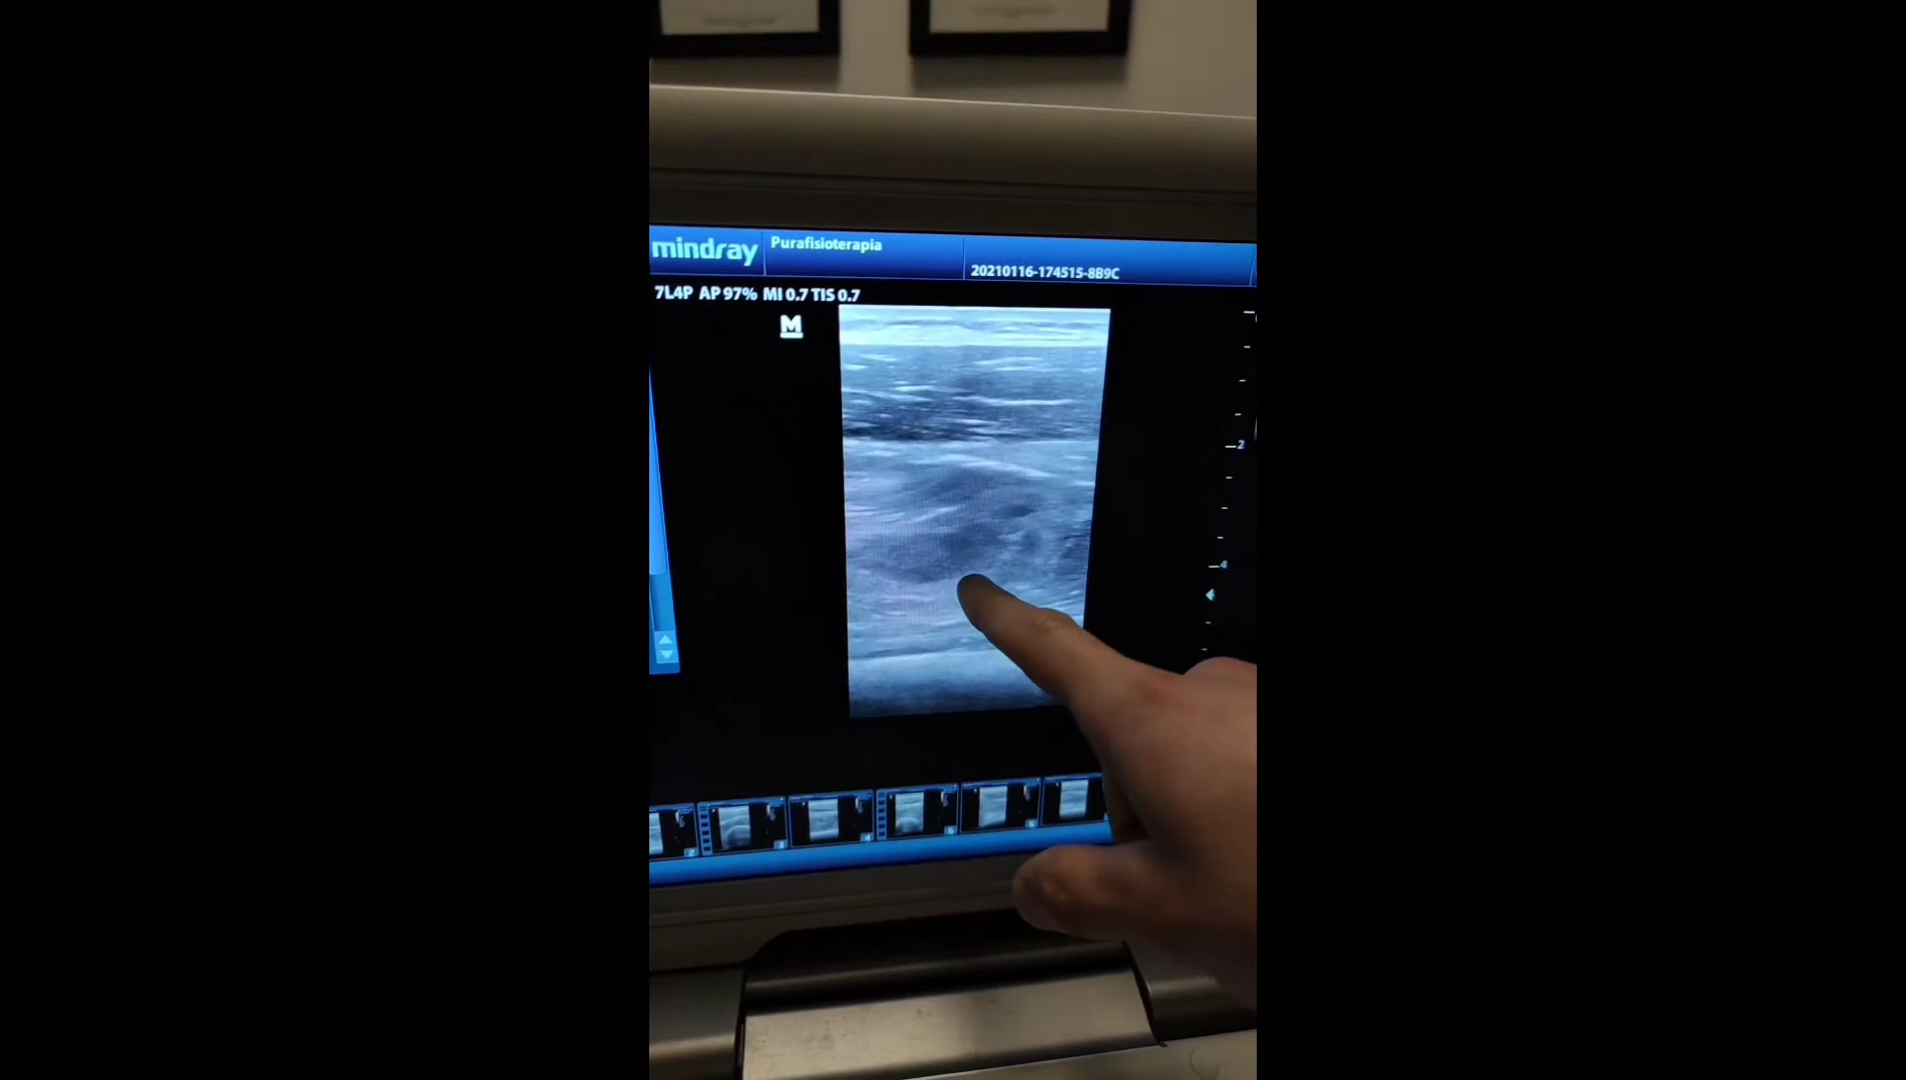 mindray
Purafisioterapia
20210116-174515-8B9C
7L4P AP 97% MI 0.7 TIS 0.7
M
2
4